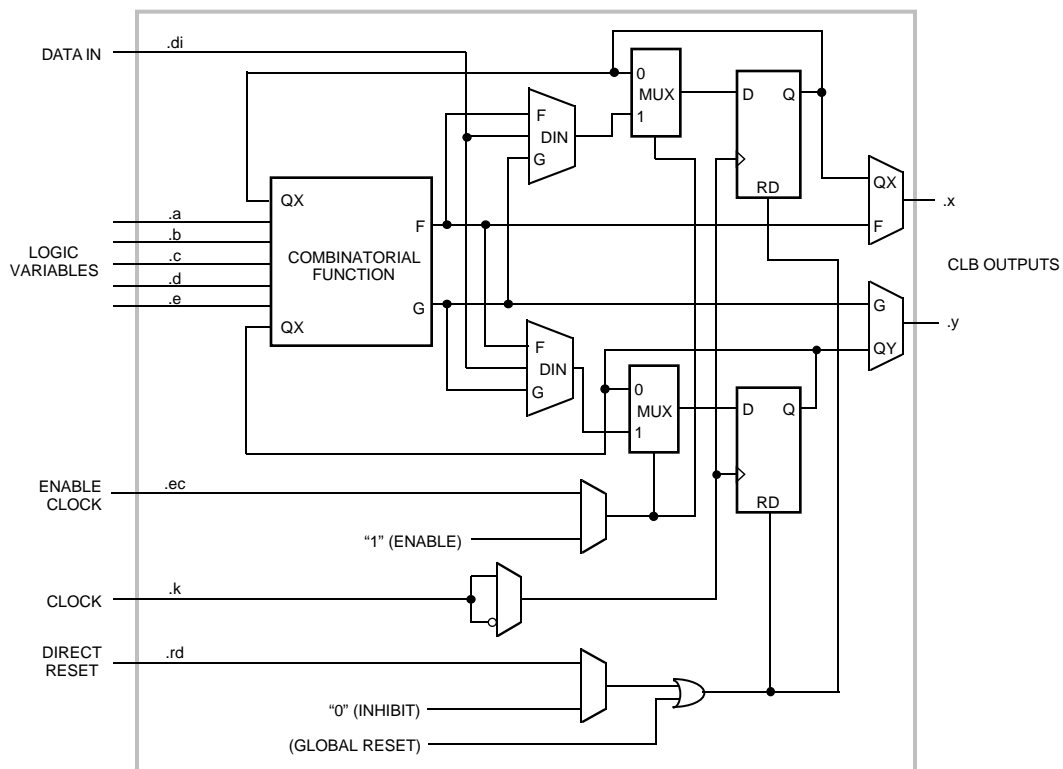 DATA IN
.di
0
MUX
1
D
Q
RD
F
DIN
G
QX
F
.x
QX
.a
.b
.c
.d
.e
LOGIC
VARIABLES
COMBINATORIAL
FUNCTION
F
G
QX
CLB OUTPUTS
G
QY
.y
F
DIN
G
0
MUX
1
D
Q
RD
ENABLE
CLOCK
.ec
“1” (ENABLE)
CLOCK
.k
DIRECT
RESET
.rd
“0” (INHIBIT)
(GLOBAL RESET)